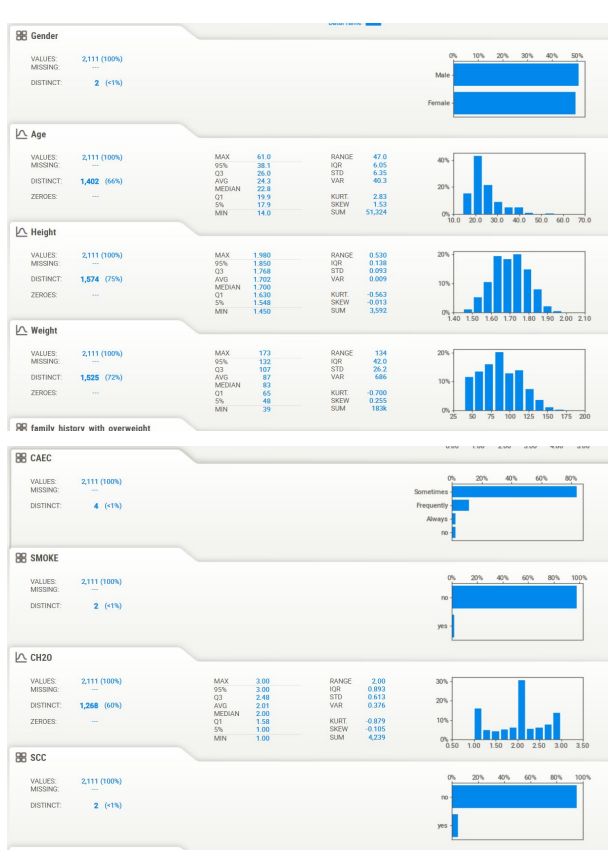 Gender
VALUES: 2,111 (100%)
MISSING: ---
DISTINCT: 2 (<1%)
0% 10% 20% 30% 40% 50%
Male
Female
Age
VALUES: 2,111 (100%)
MISSING: ---
DISTINCT: 1,402 (66%)
ZEROES: ---
MAX 61.0
95% 38.1
Q3 26.0
AVG 24.3
MEDIAN 22.8
Q1 19.9
5% 17.9
MIN 14.0
RANGE 47.0
IQR 6.05
STD 6.35
VAR 40.3
KURT. 2.83
SKEW 1.53
SUM 51,324
40%
20%
0%
10.0 20.0 30.0 40.0 50.0 60.0 70.0
Height
VALUES: 2,111 (100%)
MISSING: ---
DISTINCT: 1,574 (75%)
ZEROES: ---
MAX 1.980
95% 1.850
Q3 1.768
AVG 1.702
MEDIAN 1.700
Q1 1.630
5% 1.548
MIN 1.450
RANGE 0.530
IQR 0.138
STD 0.093
VAR 0.009
KURT. -0.563
SKEW -0.013
SUM 3,592
20%
10%
0%
1.40 1.50 1.60 1.70 1.80 1.90 2.00 2.10
Weight
VALUES: 2,111 (100%)
MISSING: ---
DISTINCT: 1,525 (72%)
ZEROES: ---
MAX 173
95% 132
Q3 107
AVG 87
MEDIAN 83
Q1 65
5% 48
MIN 39
RANGE 134
IQR 42.0
STD 26.2
VAR 686
KURT. -0.700
SKEW 0.255
SUM 183k
20%
10%
0%
25 50 75 100 125 150 175 200
family history with overweight
CAEC
VALUES: 2,111 (100%)
MISSING: ---
DISTINCT: 4 (<1%)
0% 20% 40% 60% 80%
Sometimes
Frequently
Always
no
SMOKE
VALUES: 2,111 (100%)
MISSING: ---
DISTINCT: 2 (<1%)
0% 20% 40% 60% 80% 100%
no
yes
CH2O
VALUES: 2,111 (100%)
MISSING: ---
DISTINCT: 1,268 (60%)
ZEROES: ---
MAX 3.00
95% 3.00
Q3 2.48
AVG 2.01
MEDIAN 2.00
Q1 1.58
5% 1.00
MIN 1.00
RANGE 2.00
IQR 0.893
STD 0.613
VAR 0.376
KURT. -0.879
SKEW -0.105
SUM 4,239
30%
20%
10%
0%
0.50 1.00 1.50 2.00 2.50 3.00 3.50
SCC
VALUES: 2,111 (100%)
MISSING: ---
DISTINCT: 2 (<1%)
0% 20% 40% 60% 80% 100%
no
yes